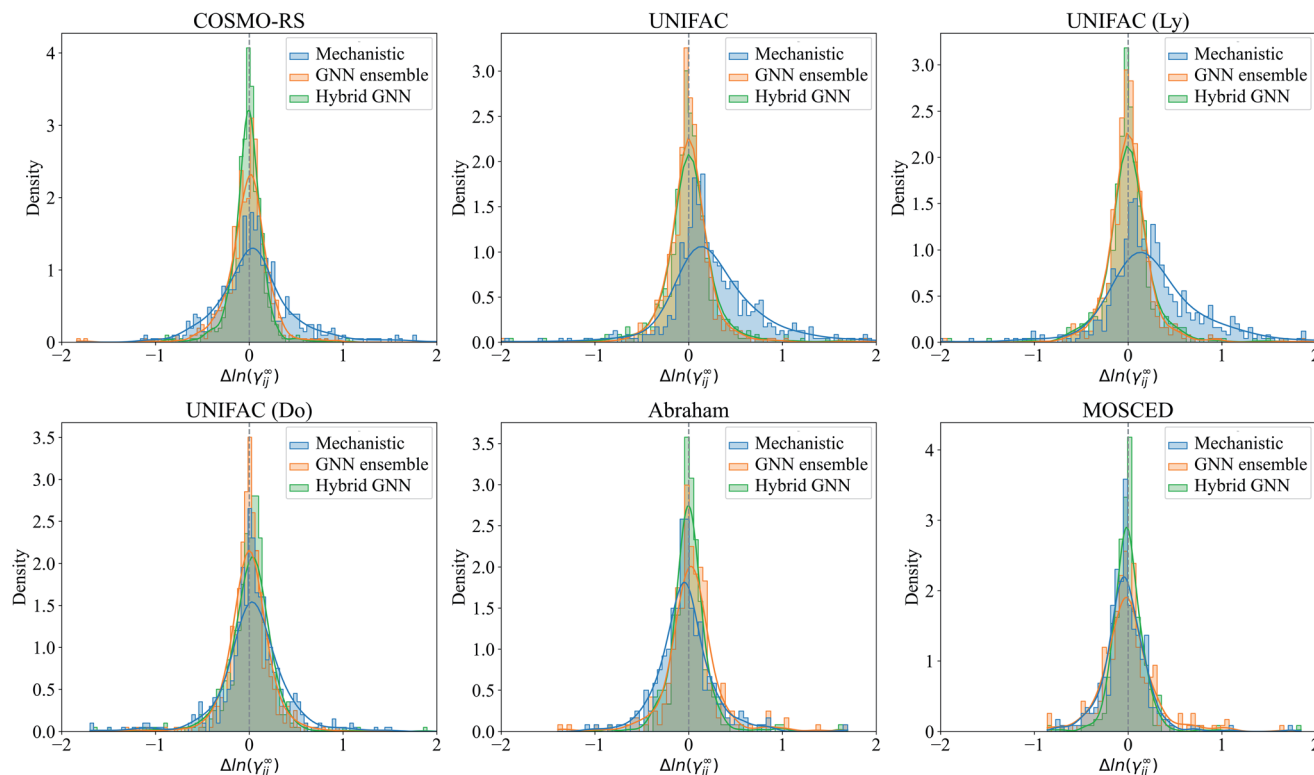 COSMO-RS
Mechanistic
GNN ensemble
Hybrid GNN
Density
4
3
2
1
0
−2 −1 0 1 2
Δln(γ∞ij)
UNIFAC
Mechanistic
GNN ensemble
Hybrid GNN
Density
3.0
2.5
2.0
1.5
1.0
0.5
0.0
−2 −1 0 1 2
Δln(γ∞ij)
UNIFAC (Ly)
Mechanistic
GNN ensemble
Hybrid GNN
Density
3.0
2.5
2.0
1.5
1.0
0.5
0.0
−2 −1 0 1 2
Δln(γ∞ij)
UNIFAC (Do)
Mechanistic
GNN ensemble
Hybrid GNN
Density
3.5
3.0
2.5
2.0
1.5
1.0
0.5
0.0
−2 −1 0 1 2
Δln(γ∞ij)
Abraham
Mechanistic
GNN ensemble
Hybrid GNN
Density
3.5
3.0
2.5
2.0
1.5
1.0
0.5
0.0
−2 −1 0 1 2
Δln(γ∞ij)
MOSCED
Mechanistic
GNN ensemble
Hybrid GNN
Density
4
3
2
1
0
−2 −1 0 1 2
Δln(γ∞ij)